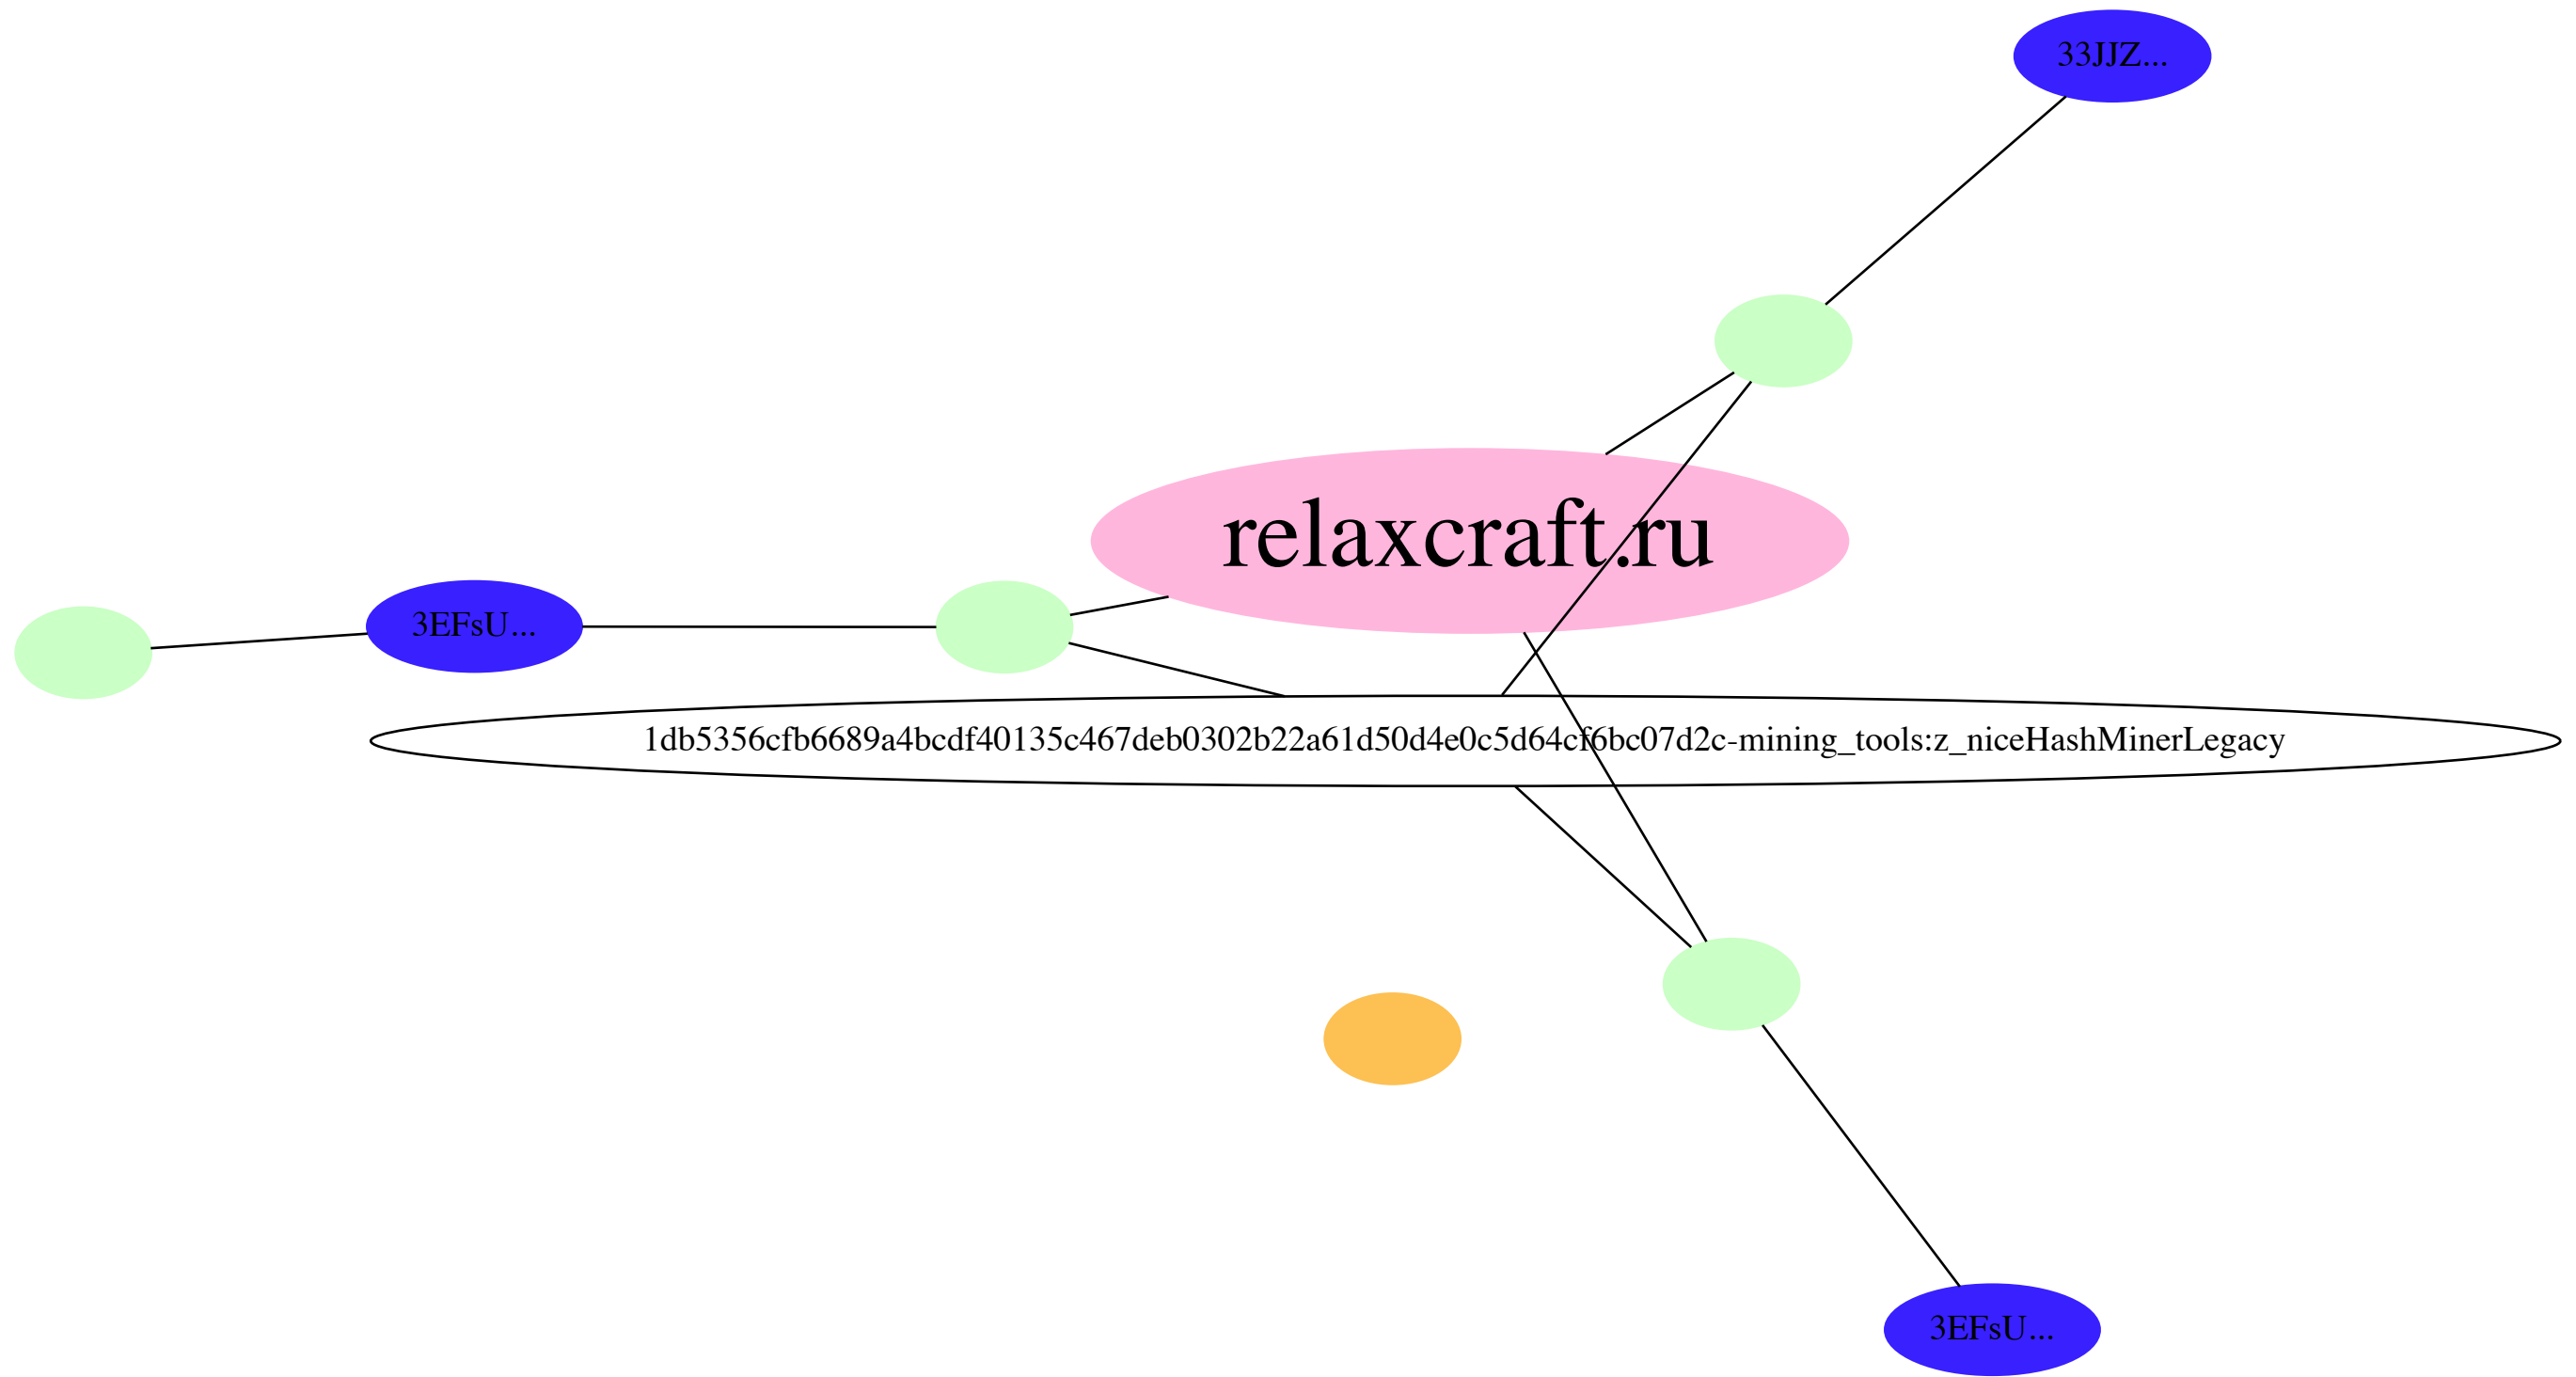 33JJZ...
relaxcraft.ru
3EFsU...
1db5356cfb6689a4bcdf40135c467deb0302b22a61d50d4e0c5d64cf6bc07d2c-mining_tools:z_niceHashMinerLegacy
3EFsU...